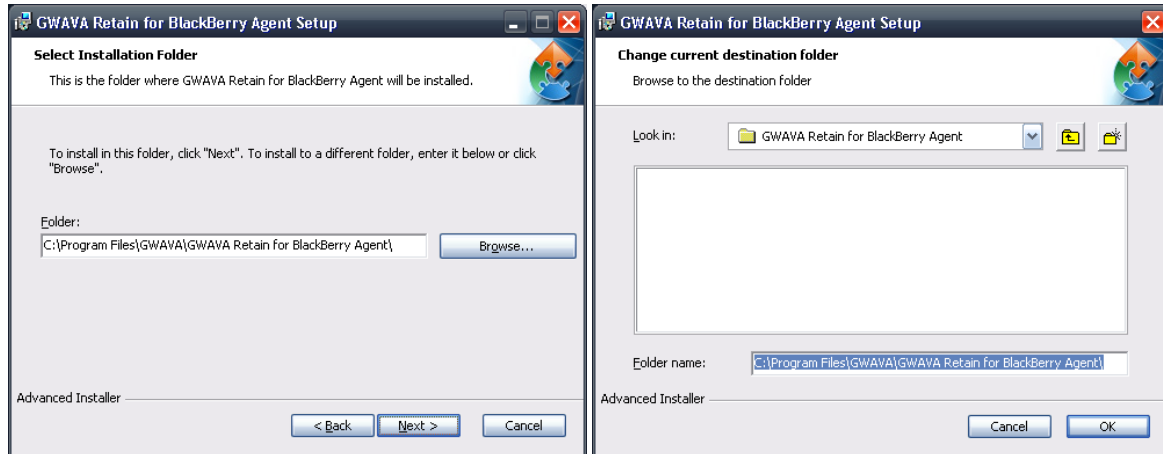 GWAVA Retain for BlackBerry Agent Setup
Select Installation Folder
This is the folder where GWAVA Retain for BlackBerry Agent will be installed.
To install in this folder, click "Next". To install to a different folder, enter it below or click
"Browse".
Folder:
C:\Program Files\GWAVA\GWAVA Retain for BlackBerry Agent\
Browse...
Advanced Installer
< Back
Next >
Cancel
GWAVA Retain for BlackBerry Agent Setup
Change current destination folder
Browse to the destination folder
Look in:
GWAVA Retain for BlackBerry Agent
Folder name:
C:\Program Files\GWAVA\GWAVA Retain for BlackBerry Agent\
Advanced Installer
Cancel
OK